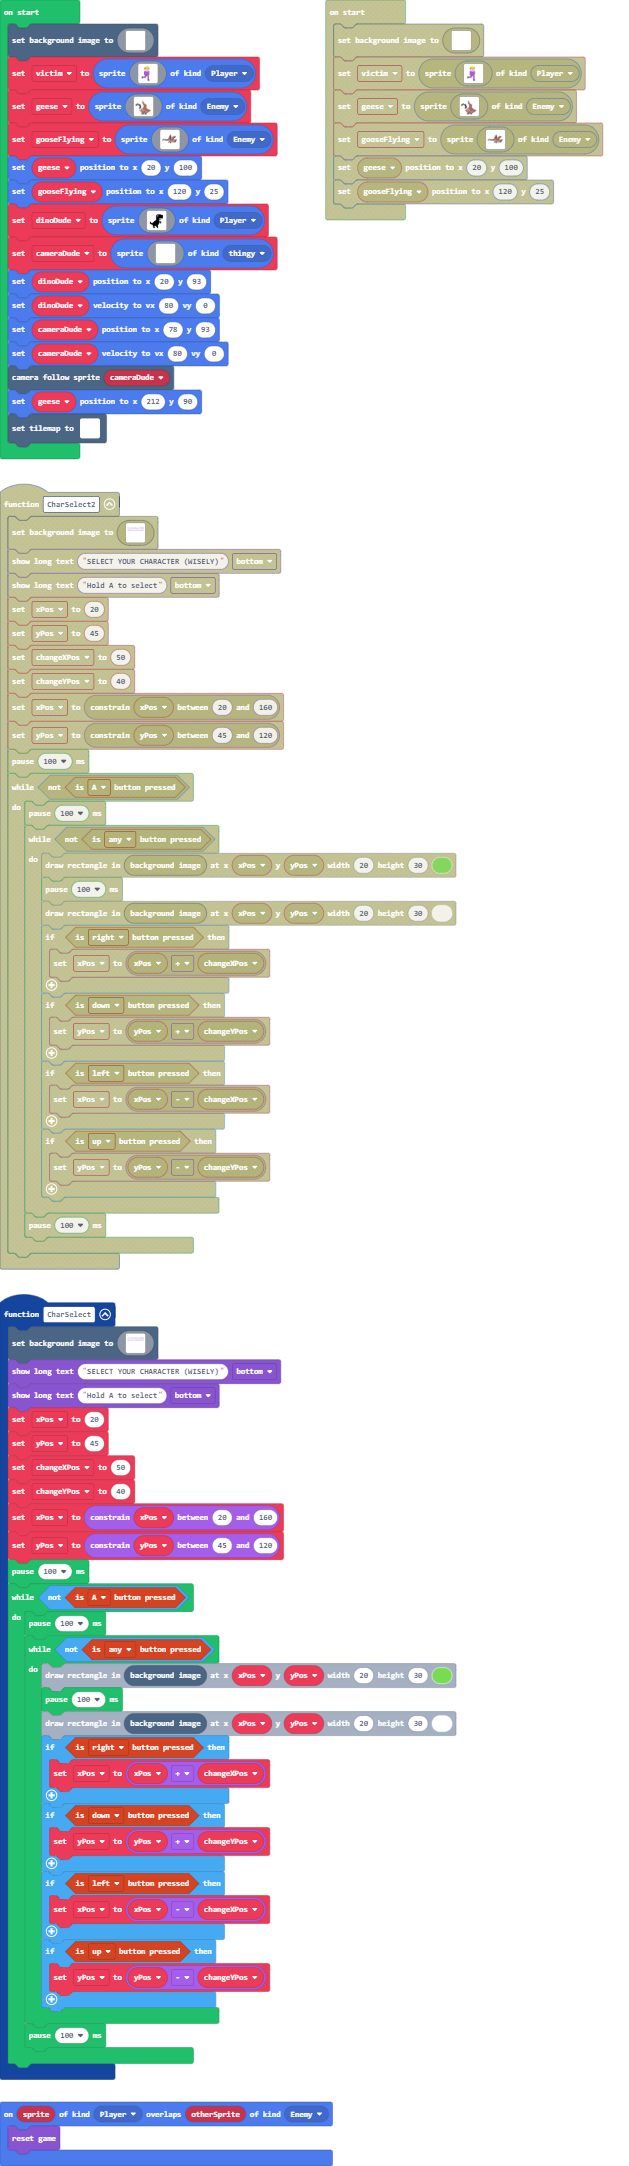 on start
set background image to
set victim to sprite of kind Player
set geese to sprite of kind Enemy
set gooseFlying to sprite of kind Enemy
set geese position to x 20 y 100
set gooseFlying position to x 120 y 25
set dinoDude to sprite of kind Player
set cameraDude to sprite of kind thingy
set dinoDude position to x 20 y 93
set dinoDude velocity to vx 80 vy 0
set cameraDude position to x 78 y 93
set cameraDude velocity to vx 80 vy 0
camera follow sprite cameraDude
set geese position to x 212 y 90
set tilemap to
on start
set background image to
set victim to sprite of kind Player
set geese to sprite of kind Enemy
set gooseFlying to sprite of kind Enemy
set geese position to x 20 y 100
set gooseFlying position to x 120 y 25
function CharSelect2
set background image to
show long text "SELECT YOUR CHARACTER (WISELY)" bottom
show long text "Hold A to select" bottom
set xPos to 20
set yPos to 45
set changeXPos to 50
set changeYPos to 40
set xPos to constrain xPos between 20 and 160
set yPos to constrain yPos between 45 and 120
pause 100 ms
while not is A button pressed
do pause 100 ms
while not is any button pressed
do draw rectangle in background image at x xPos y yPos width 20 height 30
pause 100 ms
draw rectangle in background image at x xPos y yPos width 20 height 30
if is right button pressed then
set xPos to xPos + changeXPos
if is down button pressed then
set yPos to yPos + changeYPos
if is left button pressed then
set xPos to xPos - changeXPos
if is up button pressed then
set yPos to yPos - changeYPos
pause 100 ms
function CharSelect
set background image to
show long text "SELECT YOUR CHARACTER (WISELY)" bottom
show long text "Hold A to select" bottom
set xPos to 20
set yPos to 45
set changeXPos to 50
set changeYPos to 40
set xPos to constrain xPos between 20 and 160
set yPos to constrain yPos between 45 and 120
pause 100 ms
while not is A button pressed
do pause 100 ms
while not is any button pressed
do draw rectangle in background image at x xPos y yPos width 20 height 30
pause 100 ms
draw rectangle in background image at x xPos y yPos width 20 height 30
if is right button pressed then
set xPos to xPos + changeXPos
if is down button pressed then
set yPos to yPos + changeYPos
if is left button pressed then
set xPos to xPos - changeXPos
if is up button pressed then
set yPos to yPos - changeYPos
pause 100 ms
on sprite of kind Player overlaps otherSprite of kind Enemy
reset game